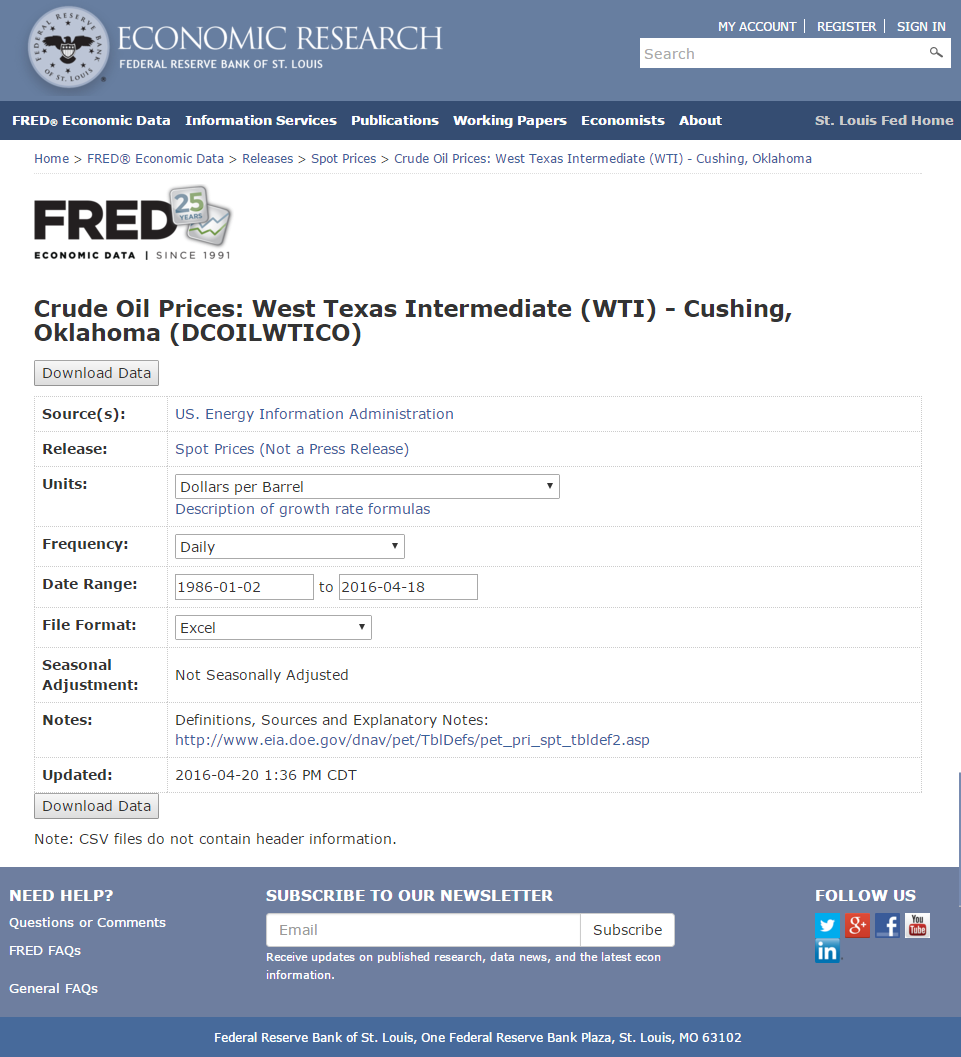 MY ACCOUNT | REGISTER | SIGN IN
FEDERAL RESERVE BANK OF ST. LOUIS
ECONOMIC RESEARCH
FEDERAL RESERVE BANK OF ST. LOUIS
Search
FRED® Economic Data Information Services Publications Working Papers Economists About St. Louis Fed Home
Home > FRED® Economic Data > Releases > Spot Prices > Crude Oil Prices: West Texas Intermediate (WTI) - Cushing, Oklahoma
25
YEARS
FRED
ECONOMIC DATA | SINCE 1991
Crude Oil Prices: West Texas Intermediate (WTI) - Cushing,
Oklahoma (DCOILWTICO)
Download Data
Source(s): US. Energy Information Administration
Release: Spot Prices (Not a Press Release)
Units: Dollars per Barrel
Description of growth rate formulas
Frequency: Daily
Date Range: 1986-01-02 to 2016-04-18
File Format: Excel
Seasonal
Adjustment: Not Seasonally Adjusted
Notes: Definitions, Sources and Explanatory Notes:
http://www.eia.doe.gov/dnav/pet/TblDefs/pet_pri_spt_tbldef2.asp
Updated: 2016-04-20 1:36 PM CDT
Download Data
Note: CSV files do not contain header information.
NEED HELP?
Questions or Comments
FRED FAQs
General FAQs
SUBSCRIBE TO OUR NEWSLETTER
Email Subscribe
Receive updates on published research, data news, and the latest econ
information.
FOLLOW US
g+ f You Tube
in
Federal Reserve Bank of St. Louis, One Federal Reserve Bank Plaza, St. Louis, MO 63102